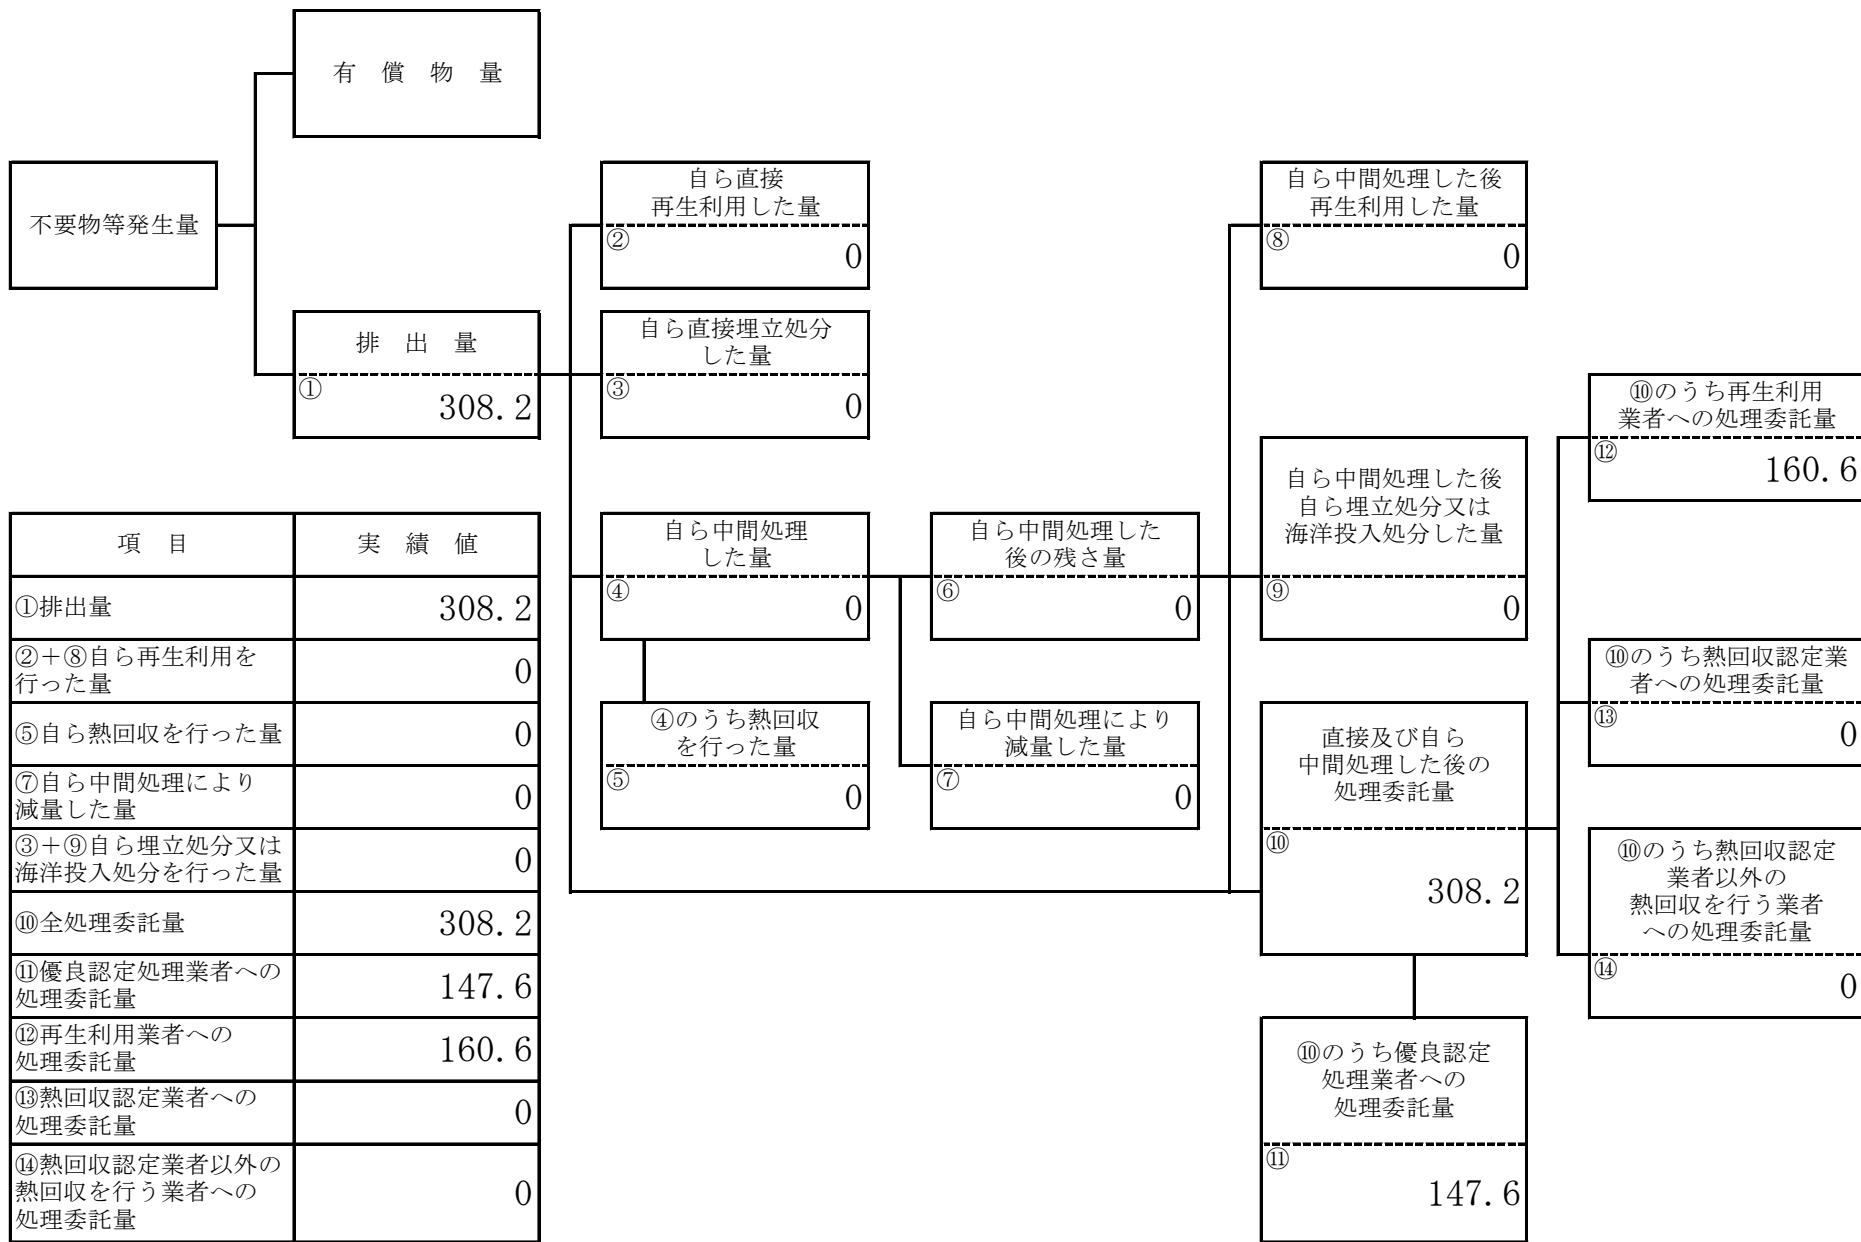 有　償　物　量
不要物等発生量
排　出　量
①
308.2
自ら直接
再生利用した量
②
0
自ら直接埋立処分
した量
③
0
自ら中間処理
した量
④
0
④のうち熱回収
を行った量
⑤
0
自ら中間処理した
後の残さ量
⑥
0
自ら中間処理により
減量した量
⑦
0
自ら中間処理した後
再生利用した量
⑧
0
自ら中間処理した後
自ら埋立処分又は
海洋投入処分した量
⑨
0
直接及び自ら
中間処理した後の
処理委託量
⑩
308.2
⑩のうち優良認定
処理業者への
処理委託量
⑪
147.6
⑩のうち再生利用
業者への処理委託量
⑫
160.6
⑩のうち熱回収認定業
者への処理委託量
⑬
0
⑩のうち熱回収認定
業者以外の
熱回収を行う業者
への処理委託量
⑭
0
項　目　実　績　値
①排出量　308.2
②＋⑧自ら再生利用を
行った量　0
⑤自ら熱回収を行った量　0
⑦自ら中間処理により
減量した量　0
③＋⑨自ら埋立処分又は
海洋投入処分を行った量　0
⑩全処理委託量　308.2
⑪優良認定処理業者への
処理委託量　147.6
⑫再生利用業者への
処理委託量　160.6
⑬熱回収認定業者への
処理委託量　0
⑭熱回収認定業者以外の
熱回収を行う業者への
処理委託量　0